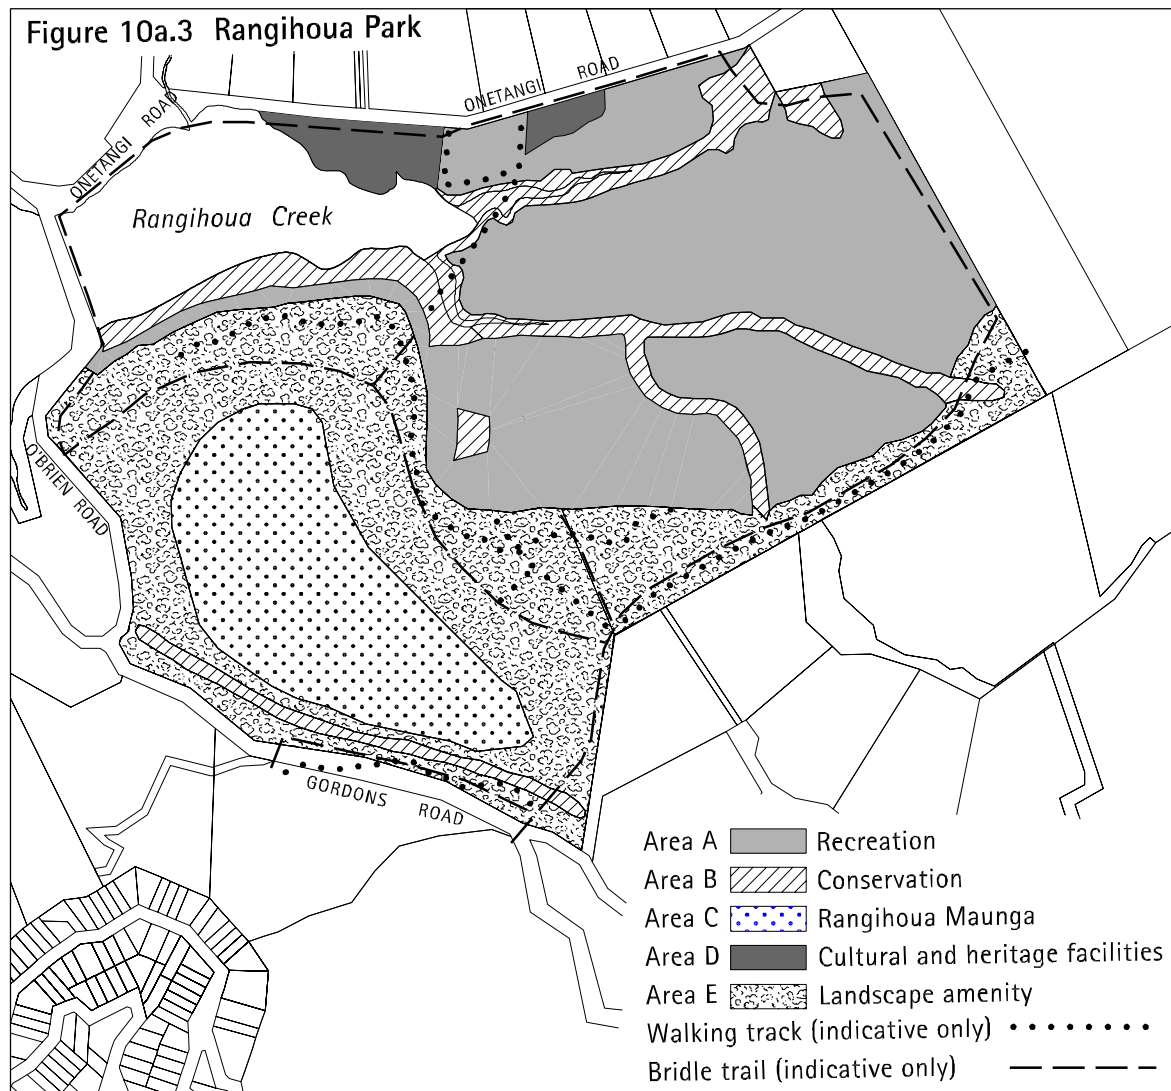 Figure 10a.3 Rangihoua Park
ONETANGI ROAD
ONETANGI ROAD
Rangihoua Creek
O'BRIEN ROAD
GORDONS ROAD
Area A Recreation
Area B Conservation
Area C Rangihoua Maunga
Area D Cultural and heritage facilities
Area E Landscape amenity
Walking track (indicative only)
Bridle trail (indicative only)